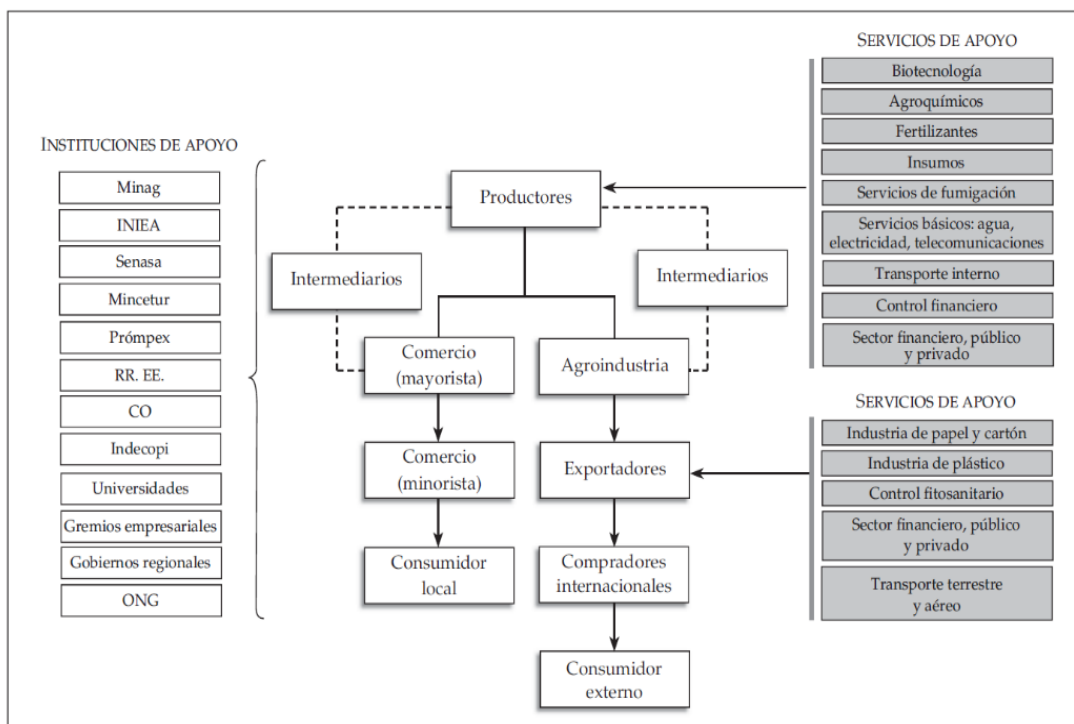 INSTITUCIONES DE APOYO
Minag
INIEA
Senasa
Mincetur
Prómpex
RR. EE.
CO
Indecopi
Universidades
Gremios empresariales
Gobiernos regionales
ONG
Productores
Intermediarios
Intermediarios
Comercio
(mayorista)
Agroindustria
Comercio
(minorista)
Exportadores
Consumidor
local
Compradores
internacionales
Consumidor
externo
SERVICIOS DE APOYO
Biotecnología
Agroquímicos
Fertilizantes
Insumos
Servicios de fumigación
Servicios básicos: agua,
electricidad, telecomunicaciones
Transporte interno
Control financiero
Sector financiero, público
y privado
SERVICIOS DE APOYO
Industria de papel y cartón
Industria de plástico
Control fitosanitario
Sector financiero, público
y privado
Transporte terrestre
y aéreo